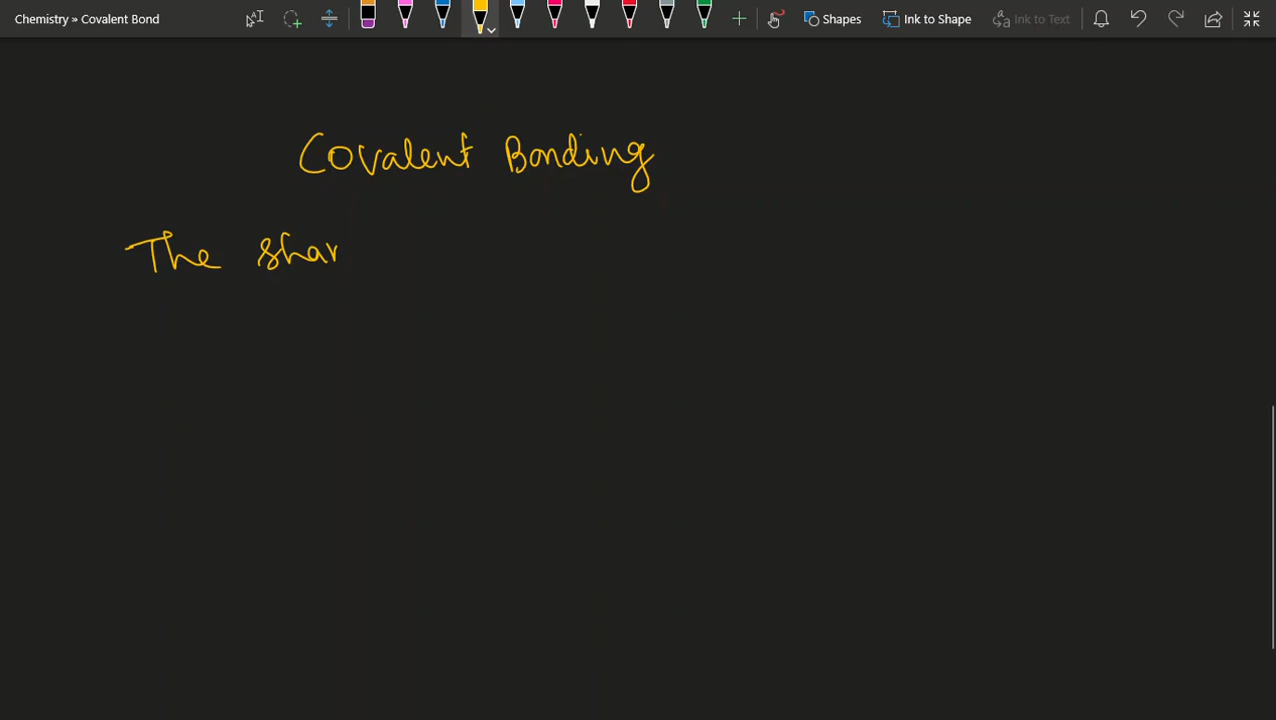 Chemistry » Covalent Bond
Shapes
Ink to Shape
Ink to Text
Covalent Bonding
The shar